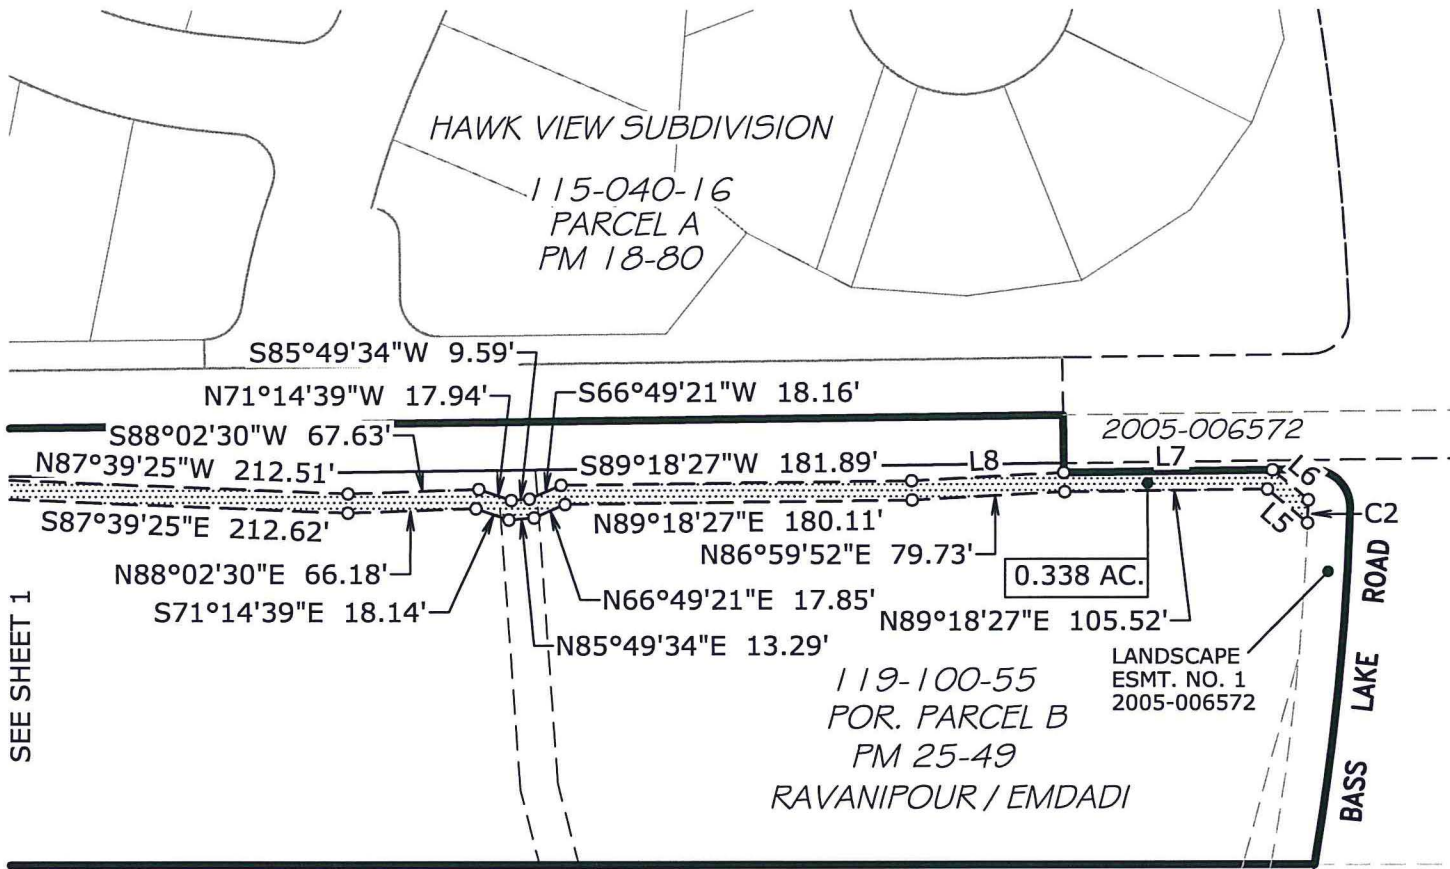 HAWK VIEW SUBDIVISION
115-040-16
PARCEL A
PM 18-80
S85°49'34"W 9.59'
N71°14'39"W 17.94'
S66°49'21"W 18.16'
S88°02'30"W 67.63'
2005-006572
N87°39'25"W 212.51'
S89°18'27"W 181.89'
L8
L7
L6
S87°39'25"E 212.62'
N89°18'27"E 180.11'
L5
C2
N86°59'52"E 79.73'
N88°02'30"E 66.18'
0.338 AC.
S71°14'39"E 18.14'
N66°49'21"E 17.85'
N89°18'27"E 105.52'
N85°49'34"E 13.29'
SEE SHEET 1
119-100-55
POR. PARCEL B
PM 25-49
RAVANIPOUR / EMDADI
LANDSCAPE
ESMT. NO. 1
2005-006572
BASS LAKE ROAD